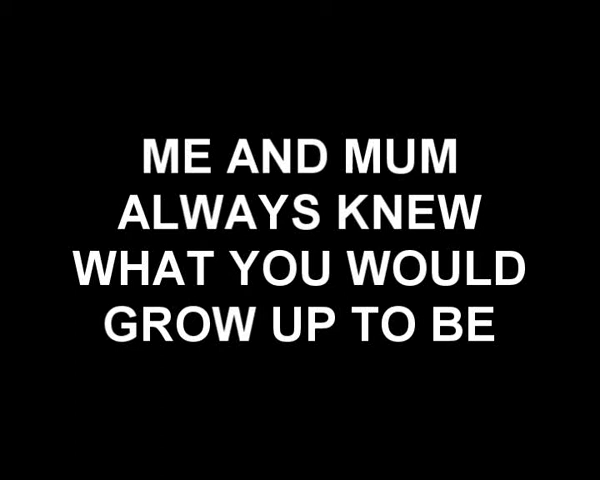 ME AND MUM
ALWAYS KNEW
WHAT YOU WOULD
GROW UP TO BE